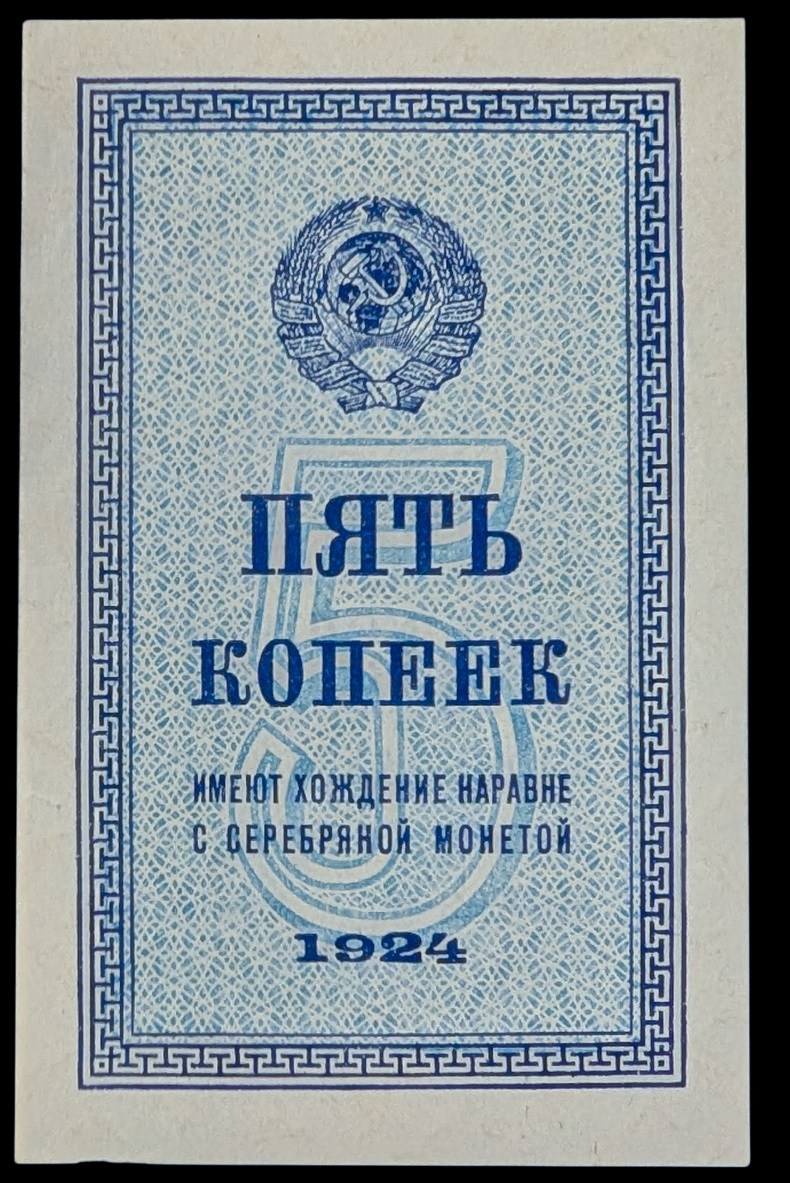 5
ПЯТЬ
КОПЕЕК
ИМЕЮТ ХОЖДЕНИЕ НАРАВНЕ
С СЕРЕБРЯНОЙ МОНЕТОЙ
1924